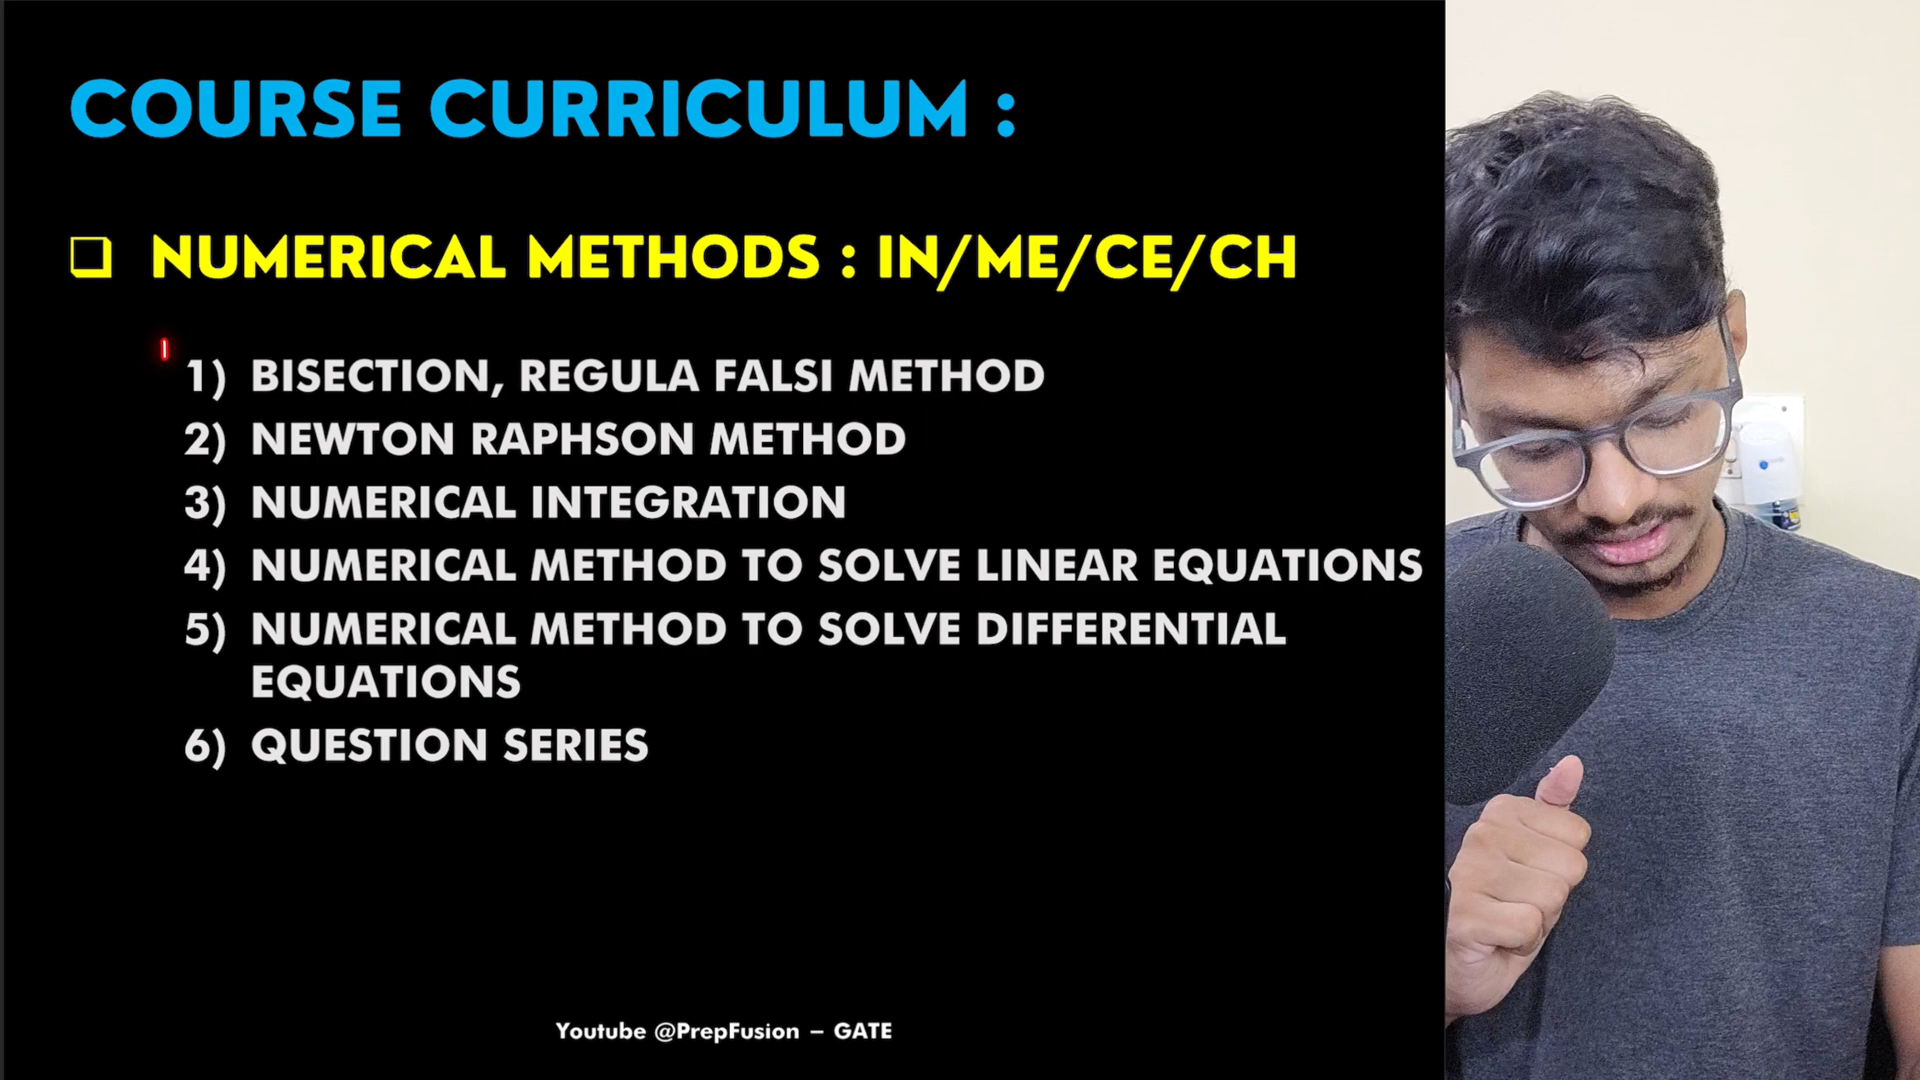 COURSE CURRICULUM :
❑ NUMERICAL METHODS : IN/ME/CE/CH
1) BISECTION, REGULA FALSI METHOD
2) NEWTON RAPHSON METHOD
3) NUMERICAL INTEGRATION
4) NUMERICAL METHOD TO SOLVE LINEAR EQUATIONS
5) NUMERICAL METHOD TO SOLVE DIFFERENTIAL
EQUATIONS
6) QUESTION SERIES
Youtube @PrepFusion – GATE